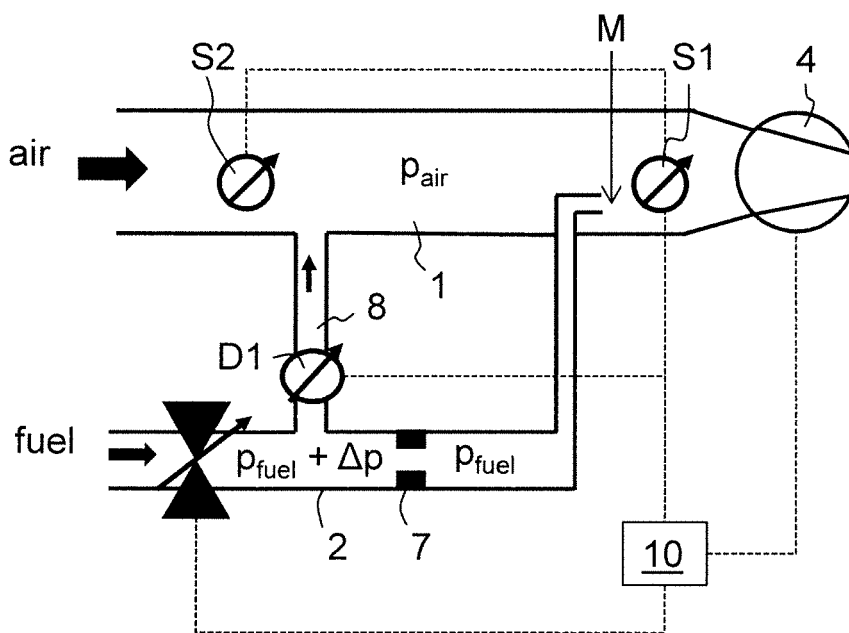 M
S2
S1
4
air
p_air
1
8
D1
fuel
p_fuel + Δp
p_fuel
2
7
10